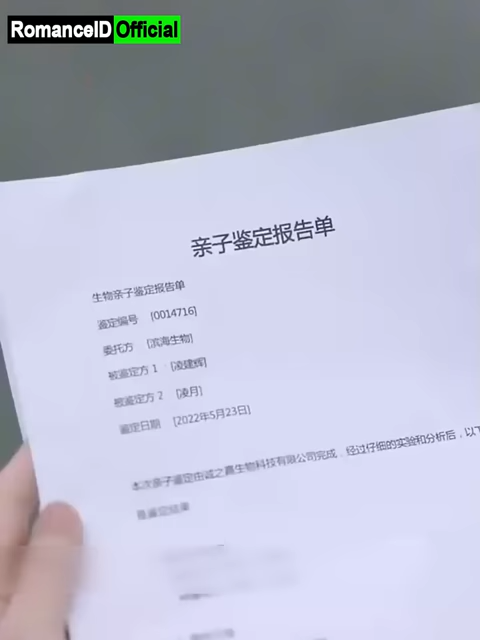 RomanceID Official
亲子鉴定报告单
生物亲子鉴定报告单
鉴定编号 [0014716]
委托方 [滨海生物]
被鉴定方1 [凌建辉]
被鉴定方2 [凌月]
鉴定日期 [2022年5月23日]
本次亲子鉴定由诚之真生物科技有限公司完成，经过仔细的实验和分析后，以下
是鉴定结果